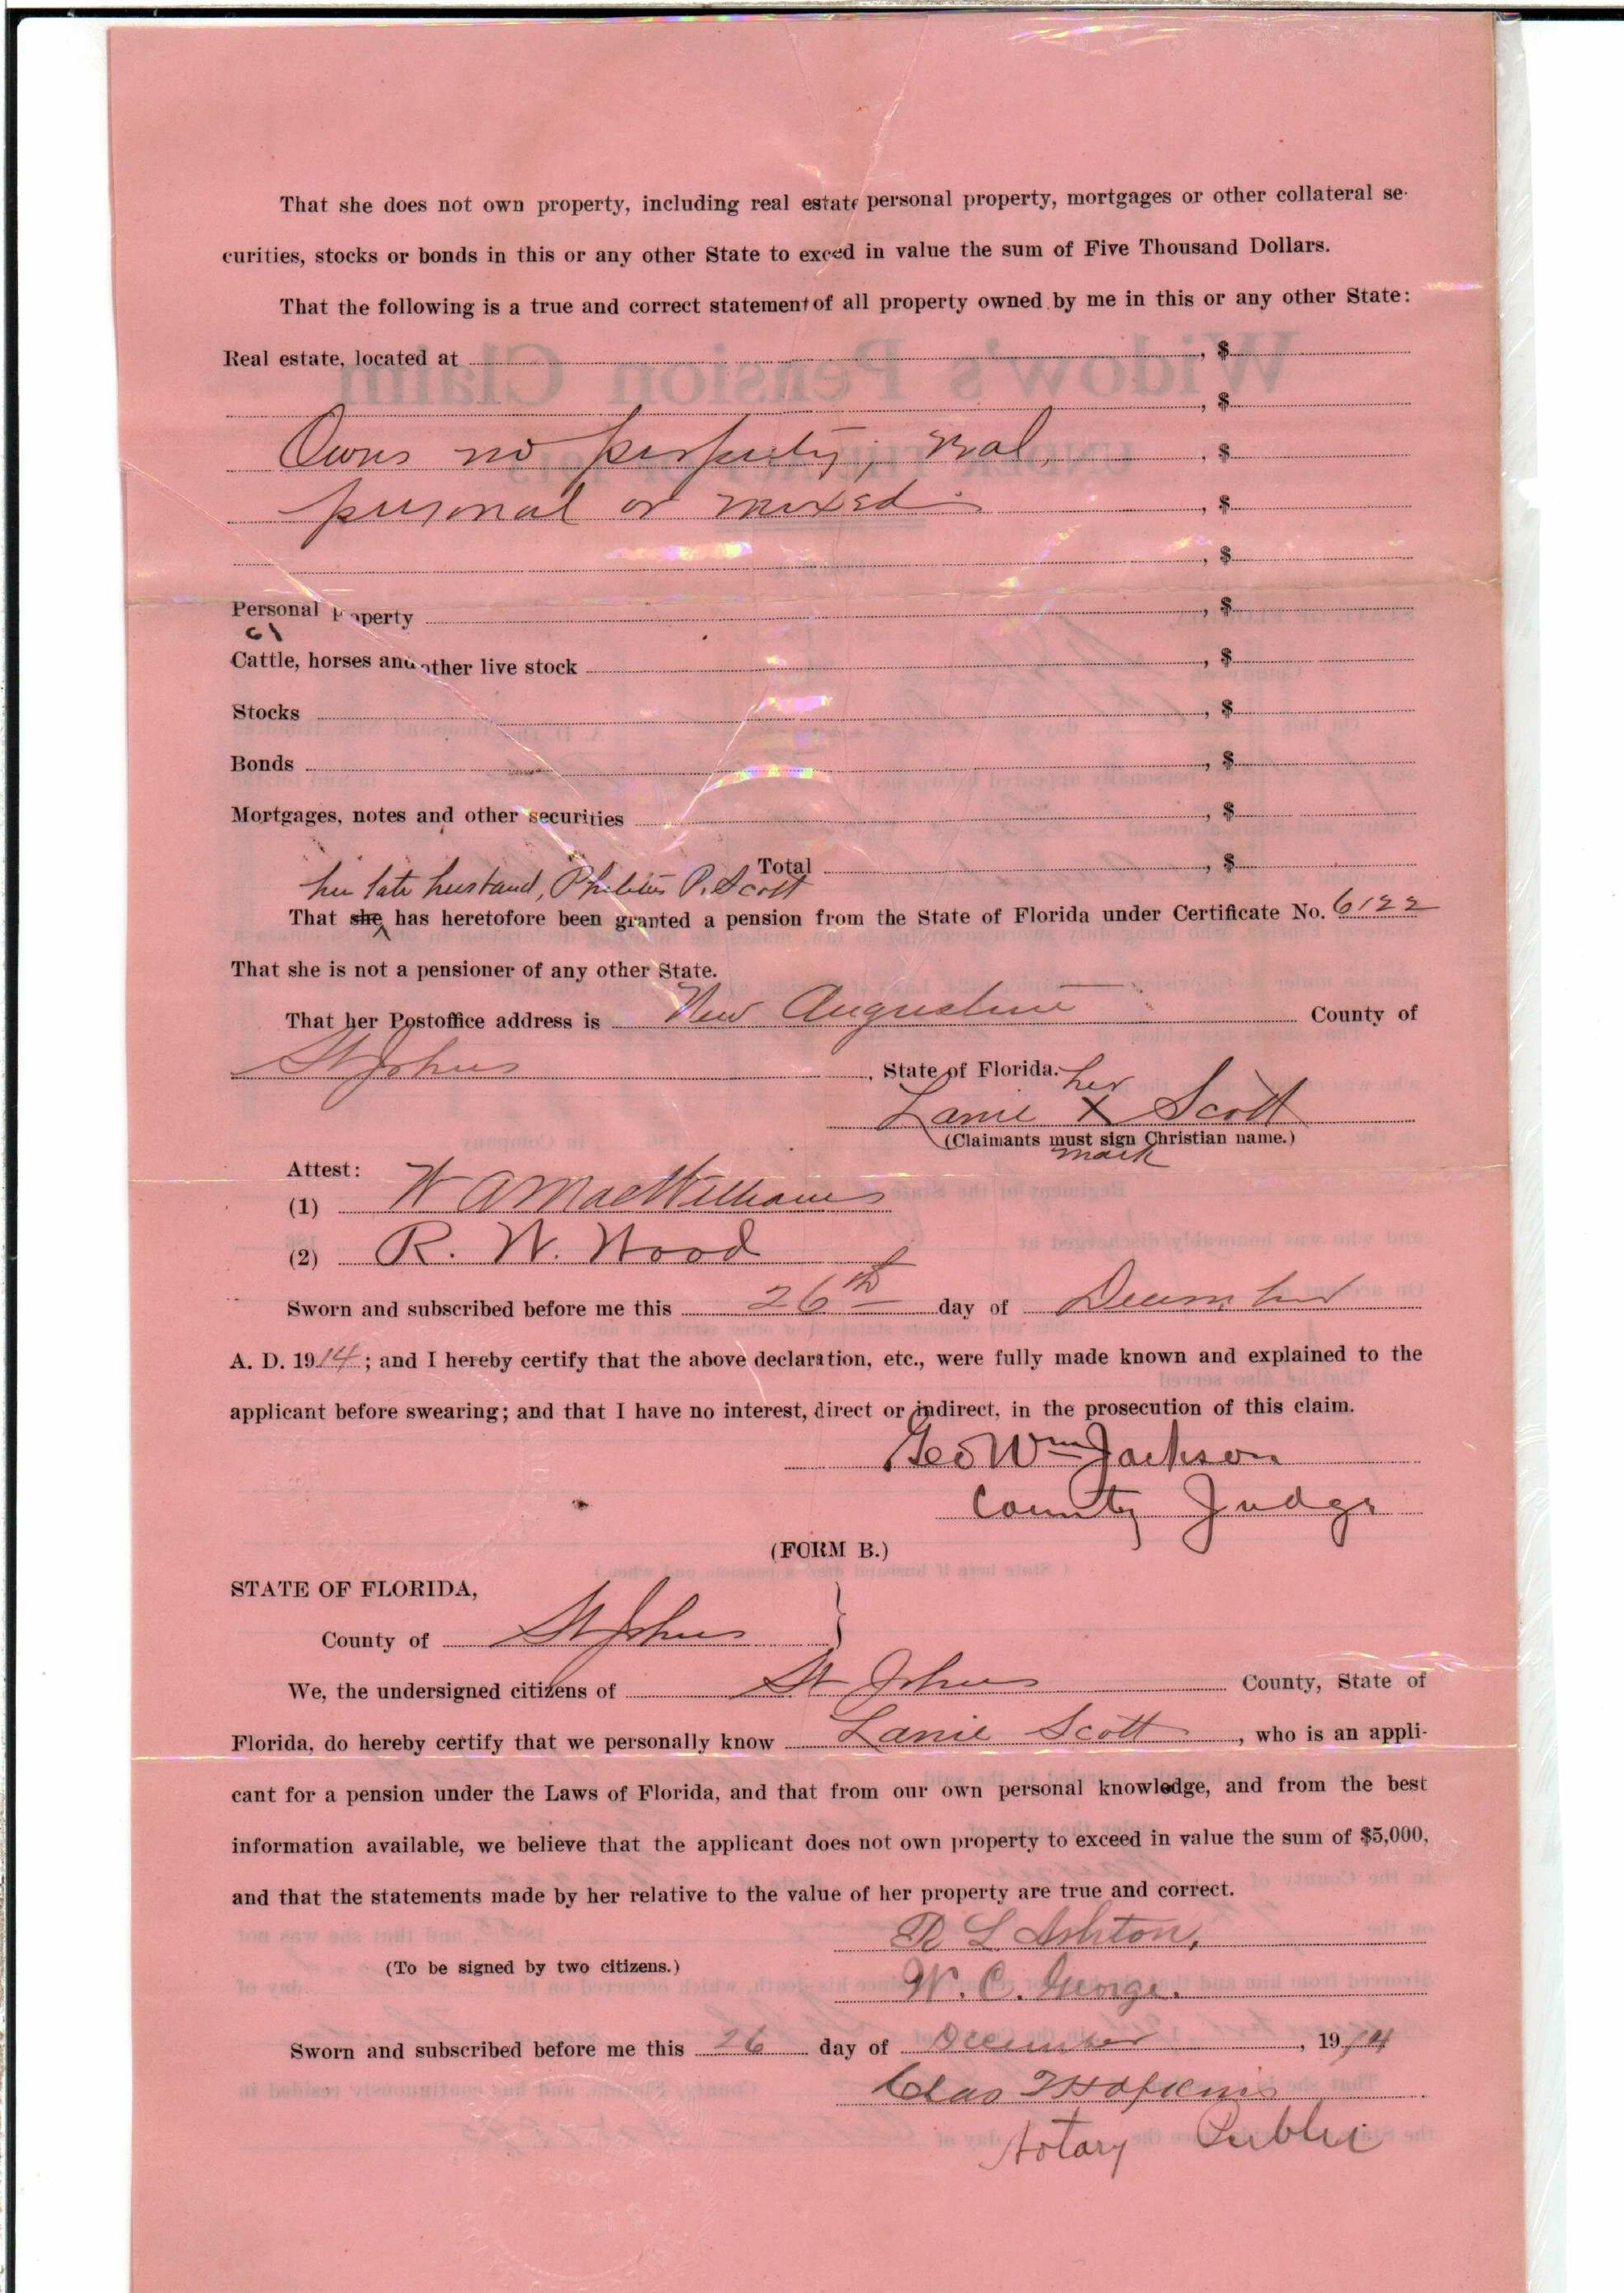 That she does not own property, including real estate personal property, mortgages or other collateral se-
curities, stocks or bonds in this or any other State to exced in value the sum of Five Thousand Dollars.
That the following is a true and correct statement of all property owned by me in this or any other State:
Real estate, located at , $
, $
Owns no property, real, , $
personal or mixed , $
, $
Personal property , $
Cattle, horses and other live stock , $
Stocks , $
Bonds , $
Mortgages, notes and other securities , $
Total , $
her late husband, P. Scott
That she has heretofore been granted a pension from the State of Florida under Certificate No. 6122
That she is not a pensioner of any other State.
That her Postoffice address is New Augustine County of
St Johns , State of Florida.
her
Lanie X Scott
(Claimants must sign Christian name.)
mark
Attest:
(1) W A MacWilliams
(2) R. W. Wood
Sworn and subscribed before me this 26th day of December
A. D. 1914; and I hereby certify that the above declaration, etc., were fully made known and explained to the
applicant before swearing; and that I have no interest, direct or indirect, in the prosecution of this claim.
Geo Wm Jackson
County Judge
(FORM B.)
STATE OF FLORIDA,
County of St Johns }
We, the undersigned citizens of St Johns County, State of
Florida, do hereby certify that we personally know Lanie Scott, who is an appli-
cant for a pension under the Laws of Florida, and that from our own personal knowledge, and from the best
information available, we believe that the applicant does not own property to exceed in value the sum of $5,000,
and that the statements made by her relative to the value of her property are true and correct.
R L Ashton,
(To be signed by two citizens.)
W. C. George.
Sworn and subscribed before me this 26 day of December, 1914
Chas F Hopkins
Notary Public